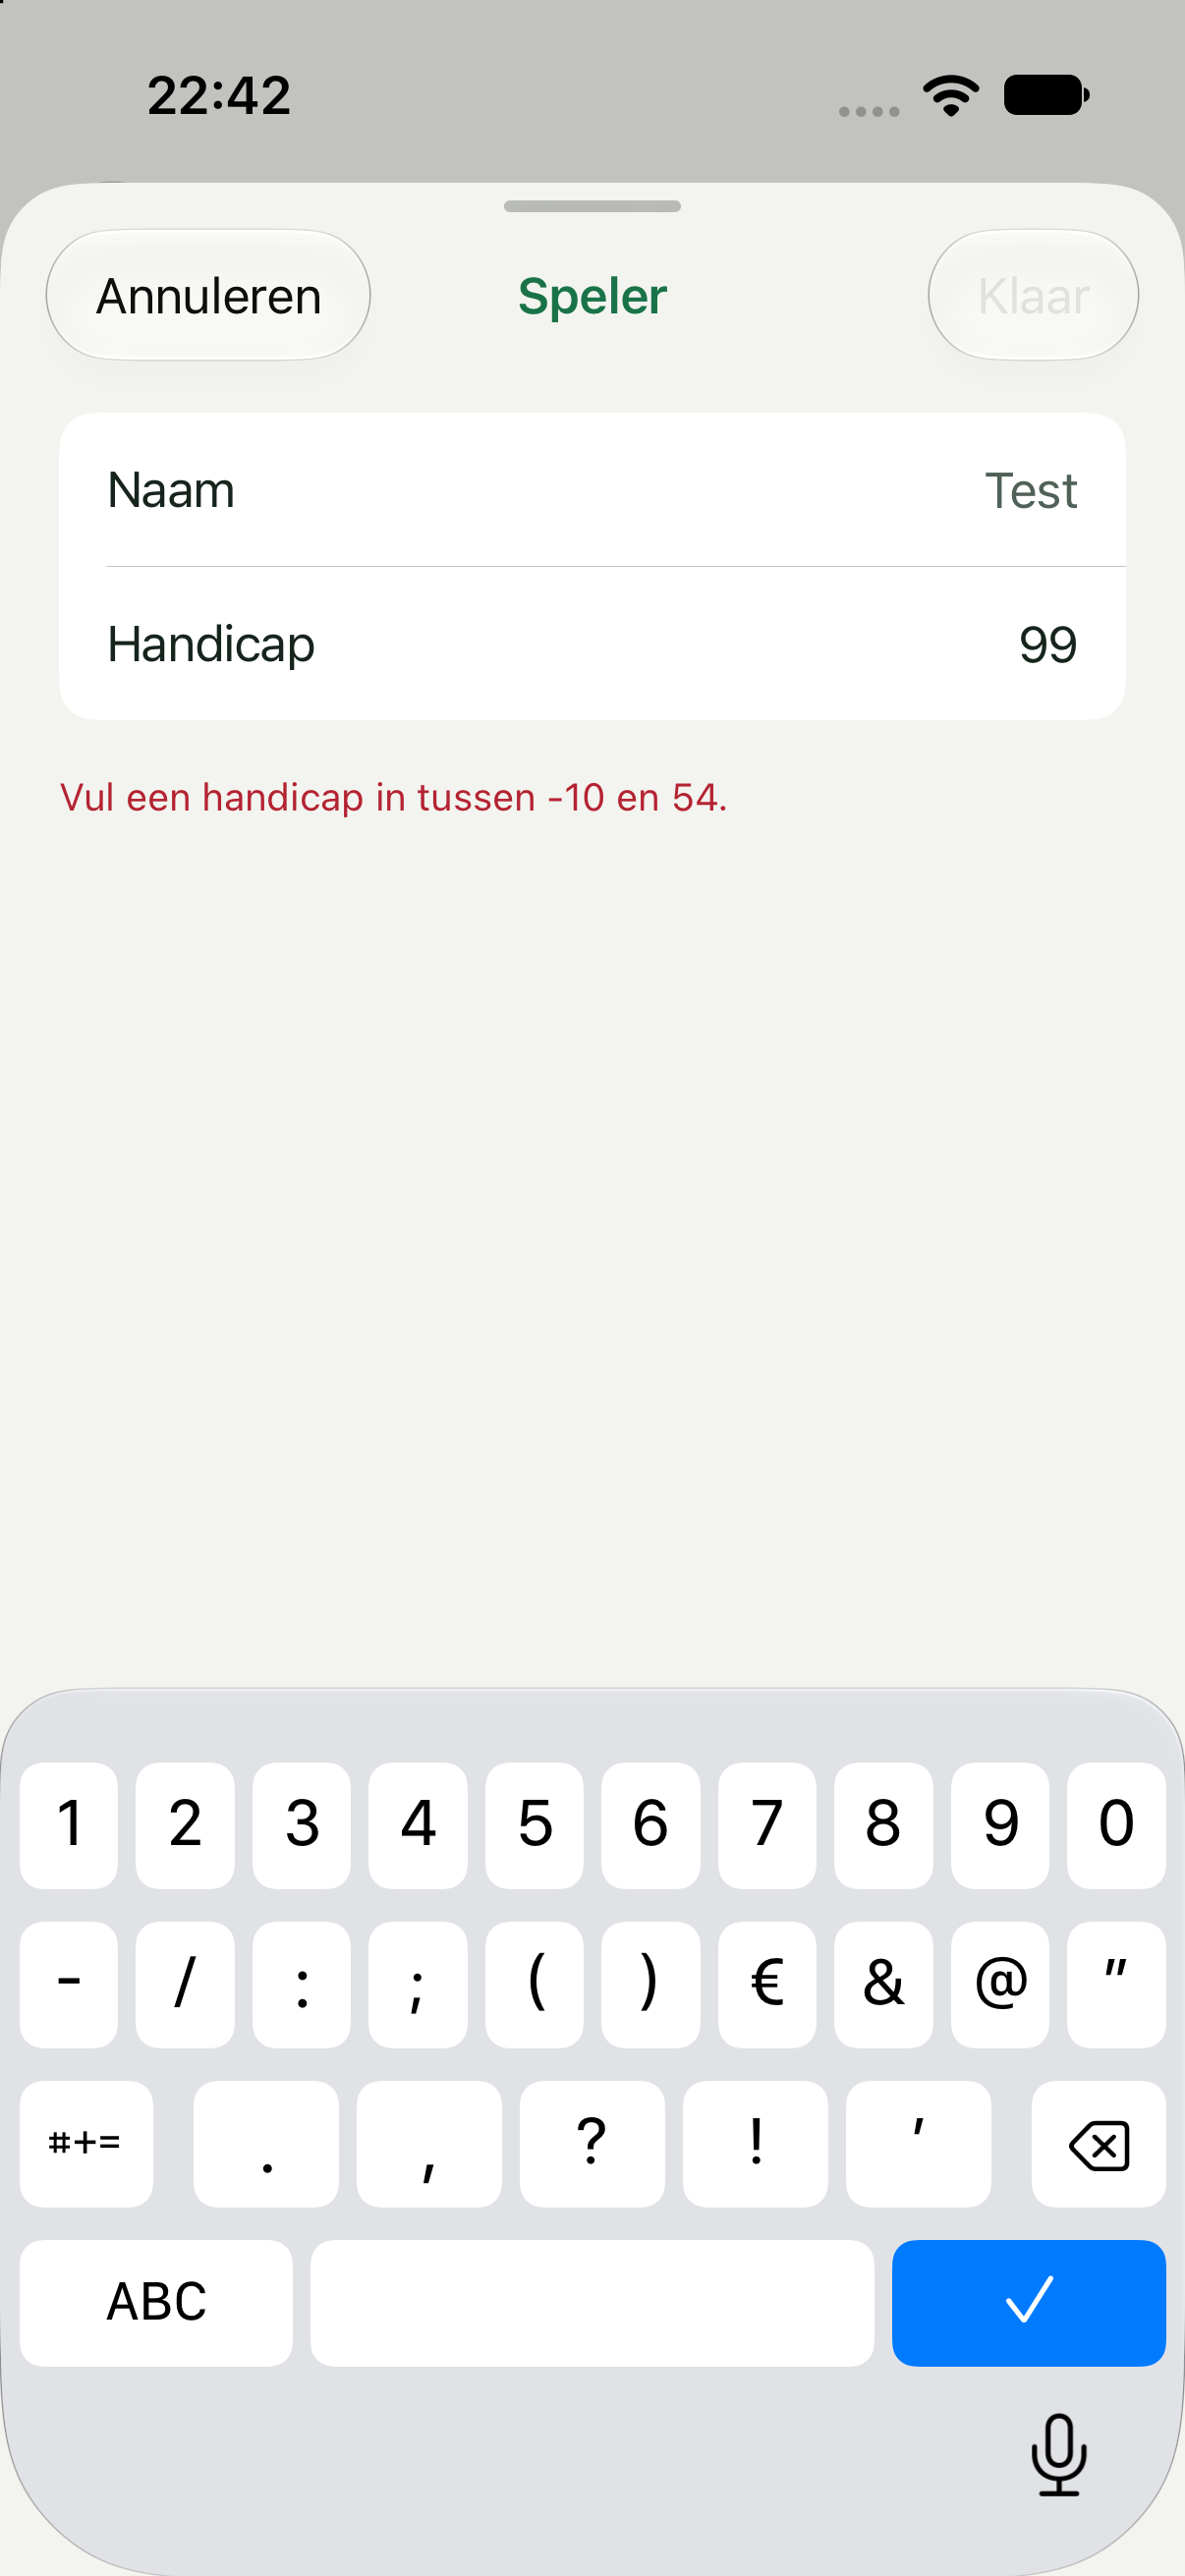 22:42
Annuleren Speler Klaar
Naam Test
Handicap 99
Vul een handicap in tussen -10 en 54.
1 2 3 4 5 6 7 8 9 0
- / : ; ( ) € & @ "
#+= . , ? ! '
ABC